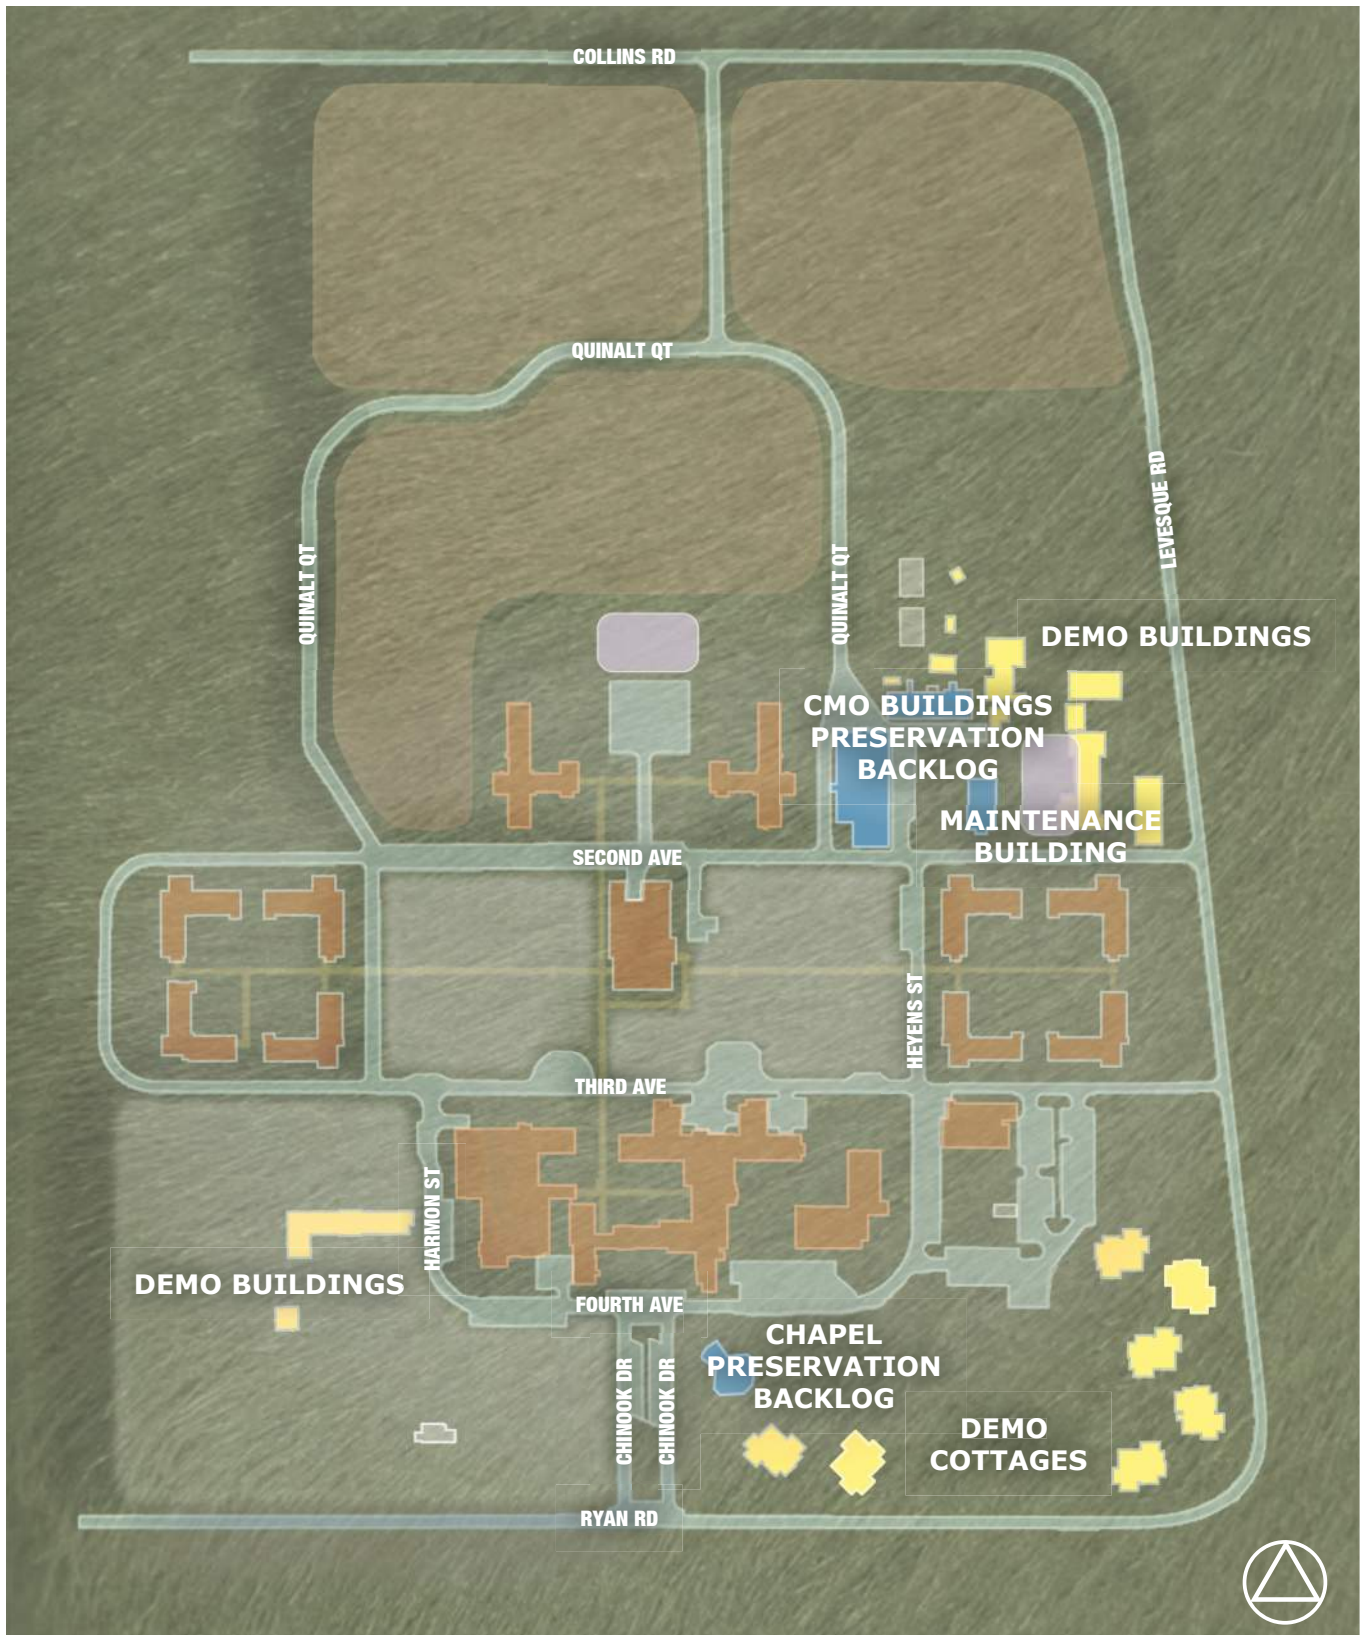 COLLINS RD
QUINALT QT
LEVESQUE RD
QUINALT QT
QUINALT QT
DEMO BUILDINGS
CMO BUILDINGS
PRESERVATION
BACKLOG
MAINTENANCE
BUILDING
SECOND AVE
HEYENS ST
THIRD AVE
HARMON ST
DEMO BUILDINGS
FOURTH AVE
CHAPEL
PRESERVATION
BACKLOG
CHINOOK DR
CHINOOK DR
DEMO
COTTAGES
RYAN RD